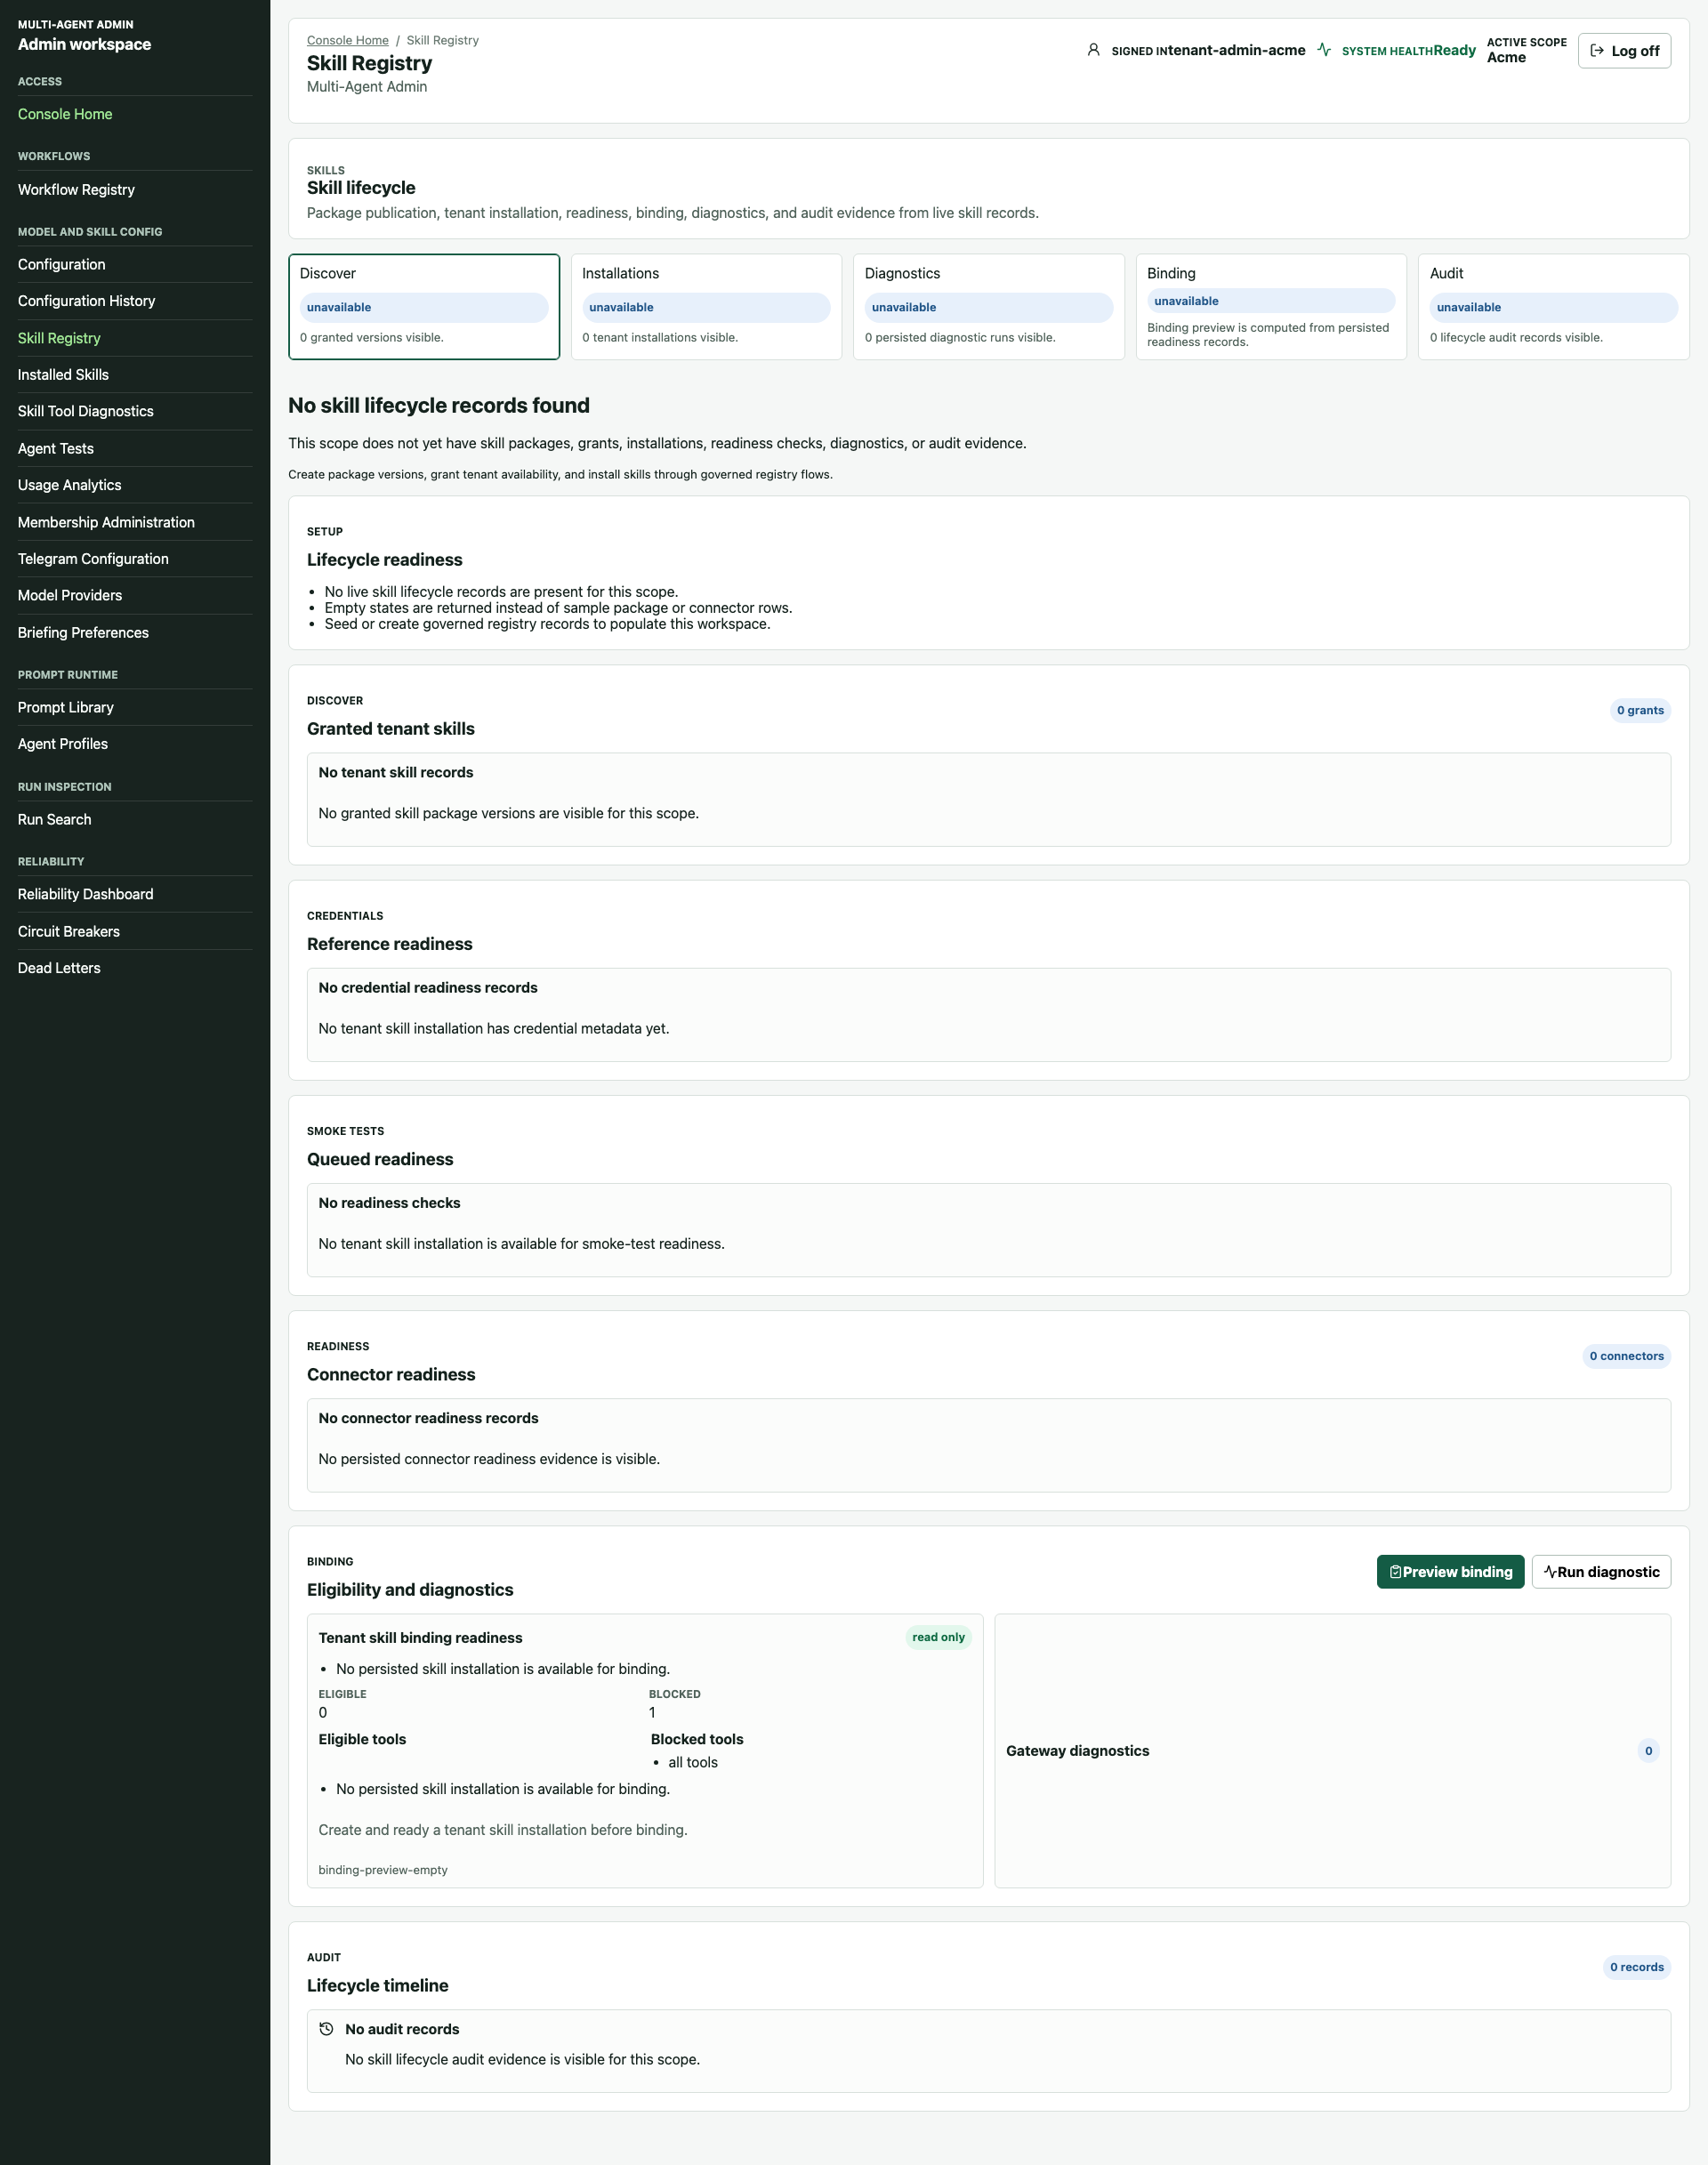 MULTI-AGENT ADMIN
Admin workspace
ACCESS
Console Home
WORKFLOWS
Workflow Registry
MODEL AND SKILL CONFIG
Configuration
Configuration History
Skill Registry
Installed Skills
Skill Tool Diagnostics
Agent Tests
Usage Analytics
Membership Administration
Telegram Configuration
Model Providers
Briefing Preferences
PROMPT RUNTIME
Prompt Library
Agent Profiles
RUN INSPECTION
Run Search
RELIABILITY
Reliability Dashboard
Circuit Breakers
Dead Letters
Console Home / Skill Registry
Skill Registry
Multi-Agent Admin
SIGNED IN tenant-admin-acme
SYSTEM HEALTH Ready
ACTIVE SCOPE
Acme
Log off
SKILLS
Skill lifecycle
Package publication, tenant installation, readiness, binding, diagnostics, and audit evidence from live skill records.
Discover
unavailable
0 granted versions visible.
Installations
unavailable
0 tenant installations visible.
Diagnostics
unavailable
0 persisted diagnostic runs visible.
Binding
unavailable
Binding preview is computed from persisted
readiness records.
Audit
unavailable
0 lifecycle audit records visible.
No skill lifecycle records found
This scope does not yet have skill packages, grants, installations, readiness checks, diagnostics, or audit evidence.
Create package versions, grant tenant availability, and install skills through governed registry flows.
SETUP
Lifecycle readiness
• No live skill lifecycle records are present for this scope.
• Empty states are returned instead of sample package or connector rows.
• Seed or create governed registry records to populate this workspace.
DISCOVER
Granted tenant skills
0 grants
No tenant skill records
No granted skill package versions are visible for this scope.
CREDENTIALS
Reference readiness
No credential readiness records
No tenant skill installation has credential metadata yet.
SMOKE TESTS
Queued readiness
No readiness checks
No tenant skill installation is available for smoke-test readiness.
READINESS
Connector readiness
0 connectors
No connector readiness records
No persisted connector readiness evidence is visible.
BINDING
Eligibility and diagnostics
Preview binding
Run diagnostic
Tenant skill binding readiness
read only
• No persisted skill installation is available for binding.
ELIGIBLE
0
BLOCKED
1
Eligible tools
Blocked tools
• all tools
• No persisted skill installation is available for binding.
Create and ready a tenant skill installation before binding.
binding-preview-empty
Gateway diagnostics
0
AUDIT
Lifecycle timeline
0 records
No audit records
No skill lifecycle audit evidence is visible for this scope.